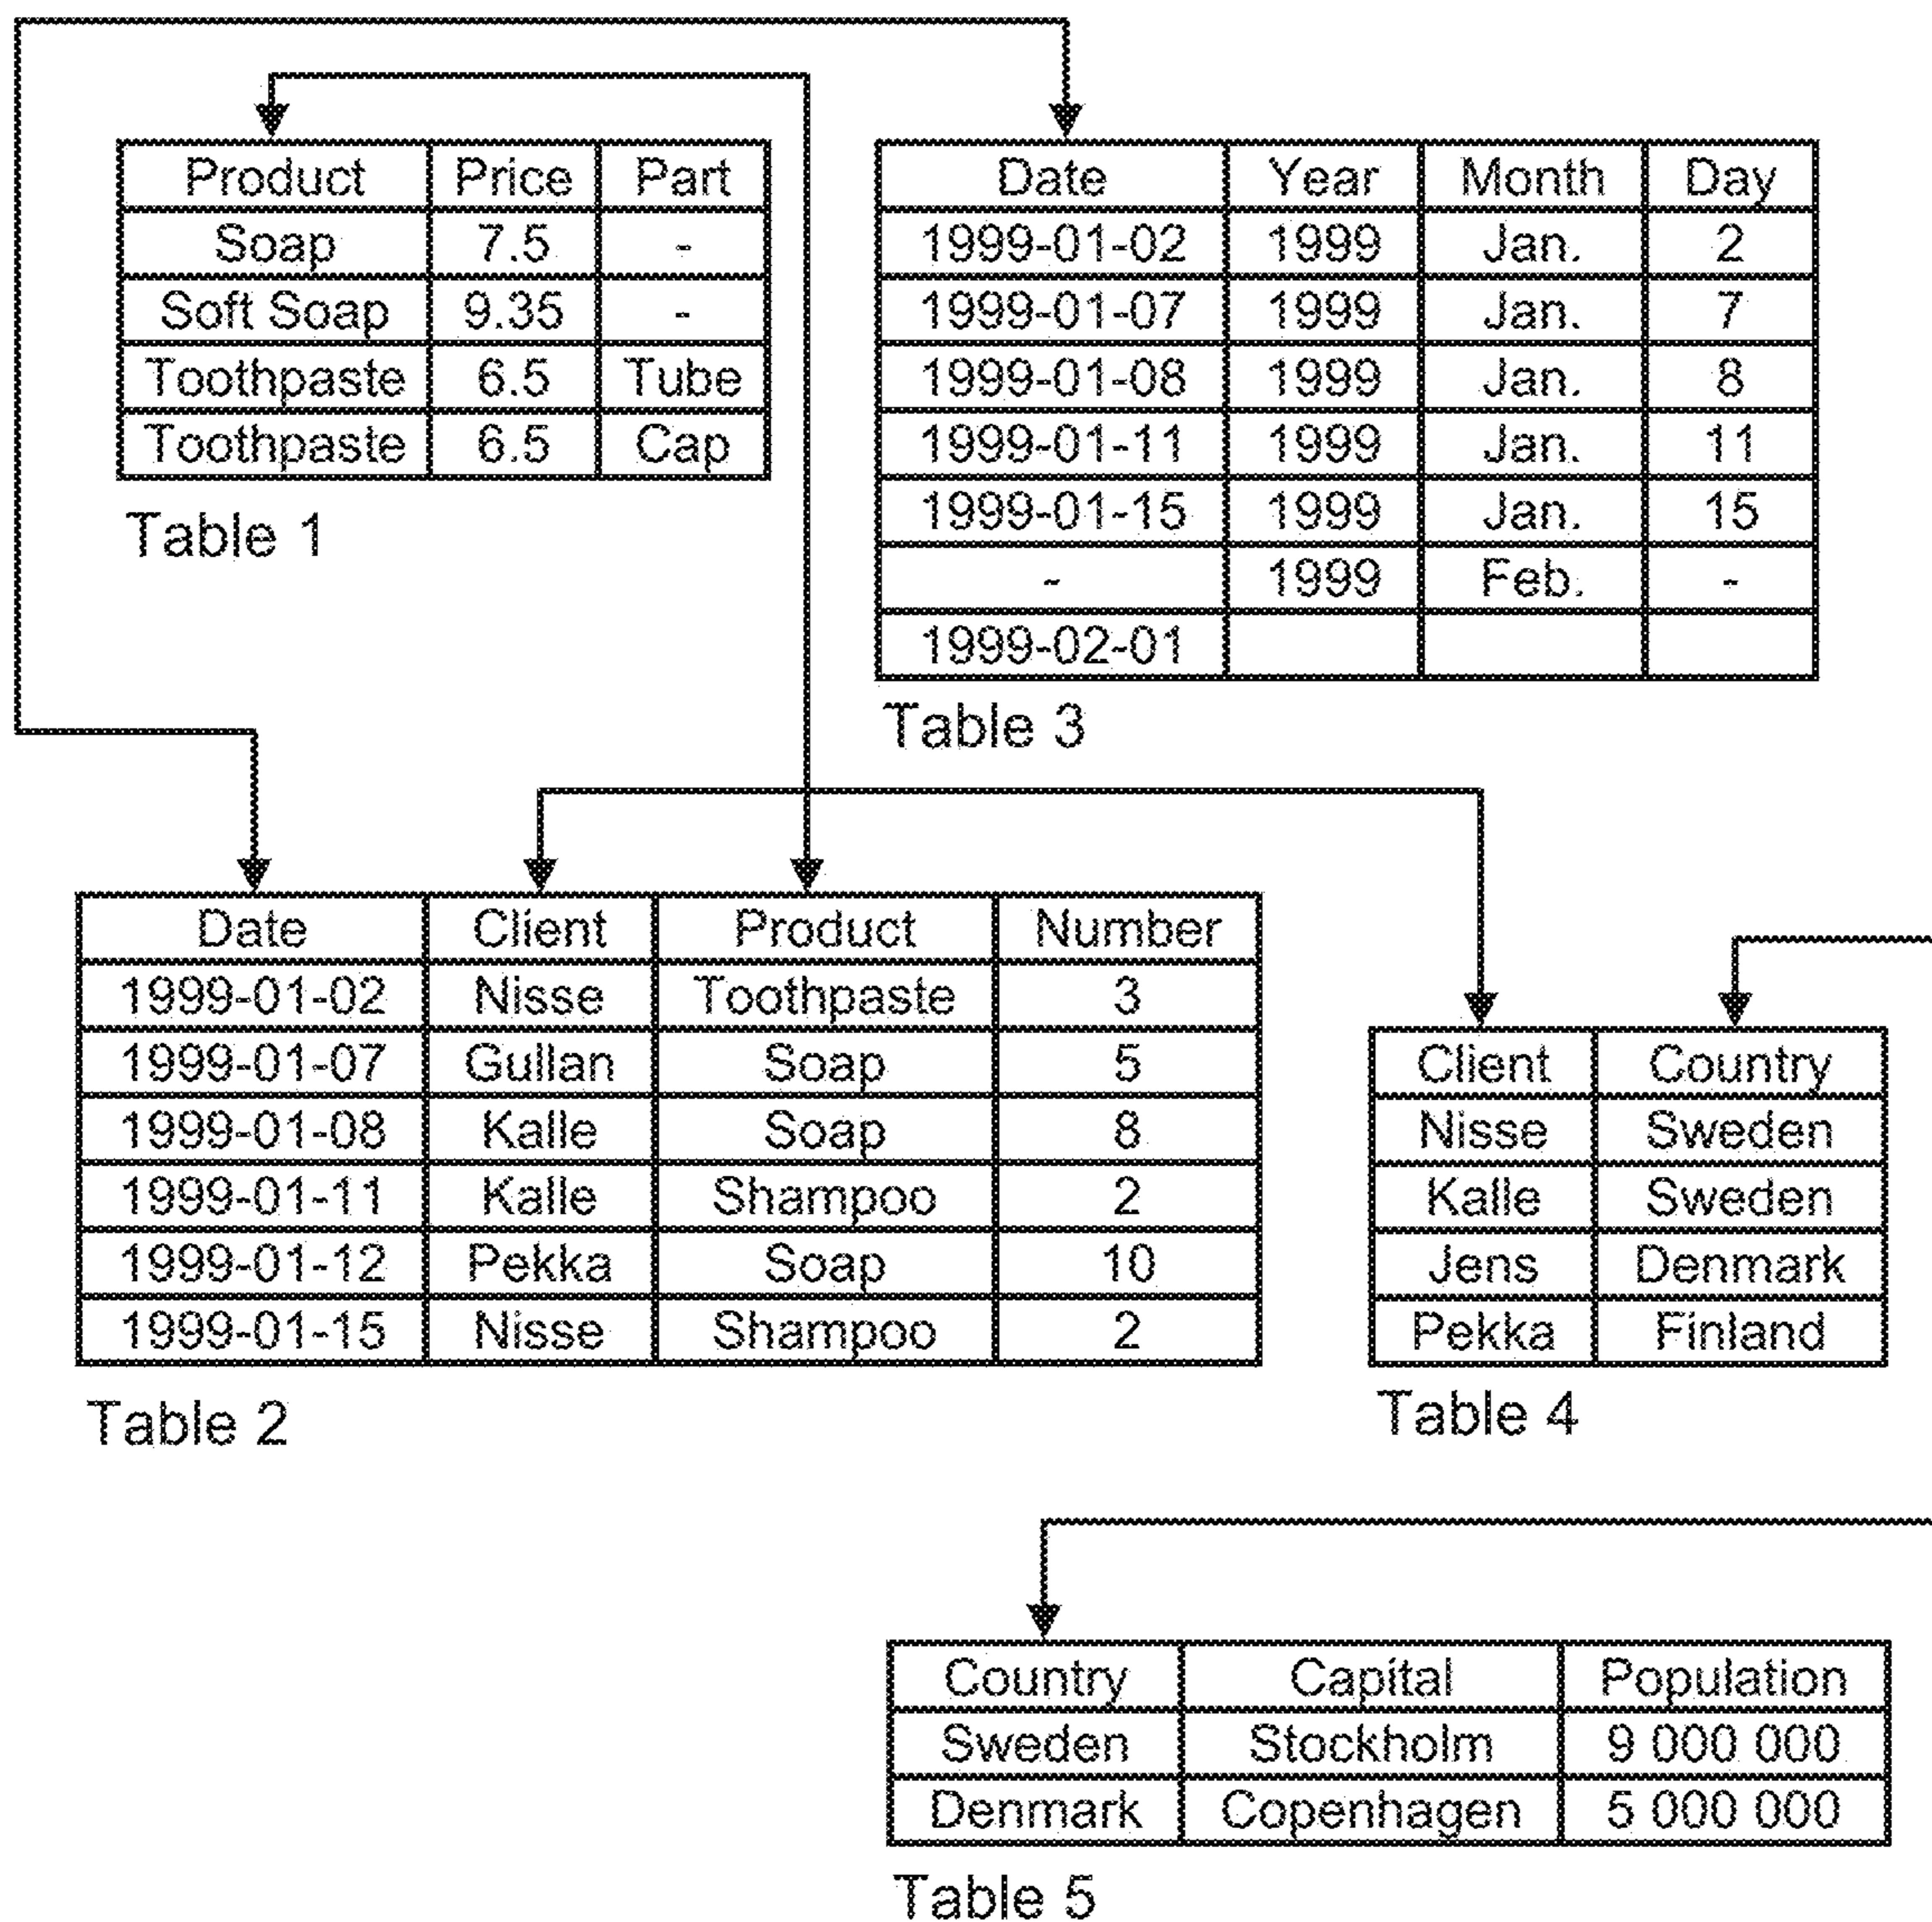 Product Price Part
Soap 7.5 -
Soft Soap 9.35 -
Toothpaste 6.5 Tube
Toothpaste 6.5 Cap
Table 1
Date Year Month Day
1999-01-02 1999 Jan. 2
1999-01-07 1999 Jan. 7
1999-01-08 1999 Jan. 8
1999-01-11 1999 Jan. 11
1999-01-15 1999 Jan. 15
- 1999 Feb. -
1999-02-01
Table 3
Date Client Product Number
1999-01-02 Nisse Toothpaste 3
1999-01-07 Gullan Soap 5
1999-01-08 Kalle Soap 8
1999-01-11 Kalle Shampoo 2
1999-01-12 Pekka Soap 10
1999-01-15 Nisse Shampoo 2
Table 2
Client Country
Nisse Sweden
Kalle Sweden
Jens Denmark
Pekka Finland
Table 4
Country Capital Population
Sweden Stockholm 9 000 000
Denmark Copenhagen 5 000 000
Table 5